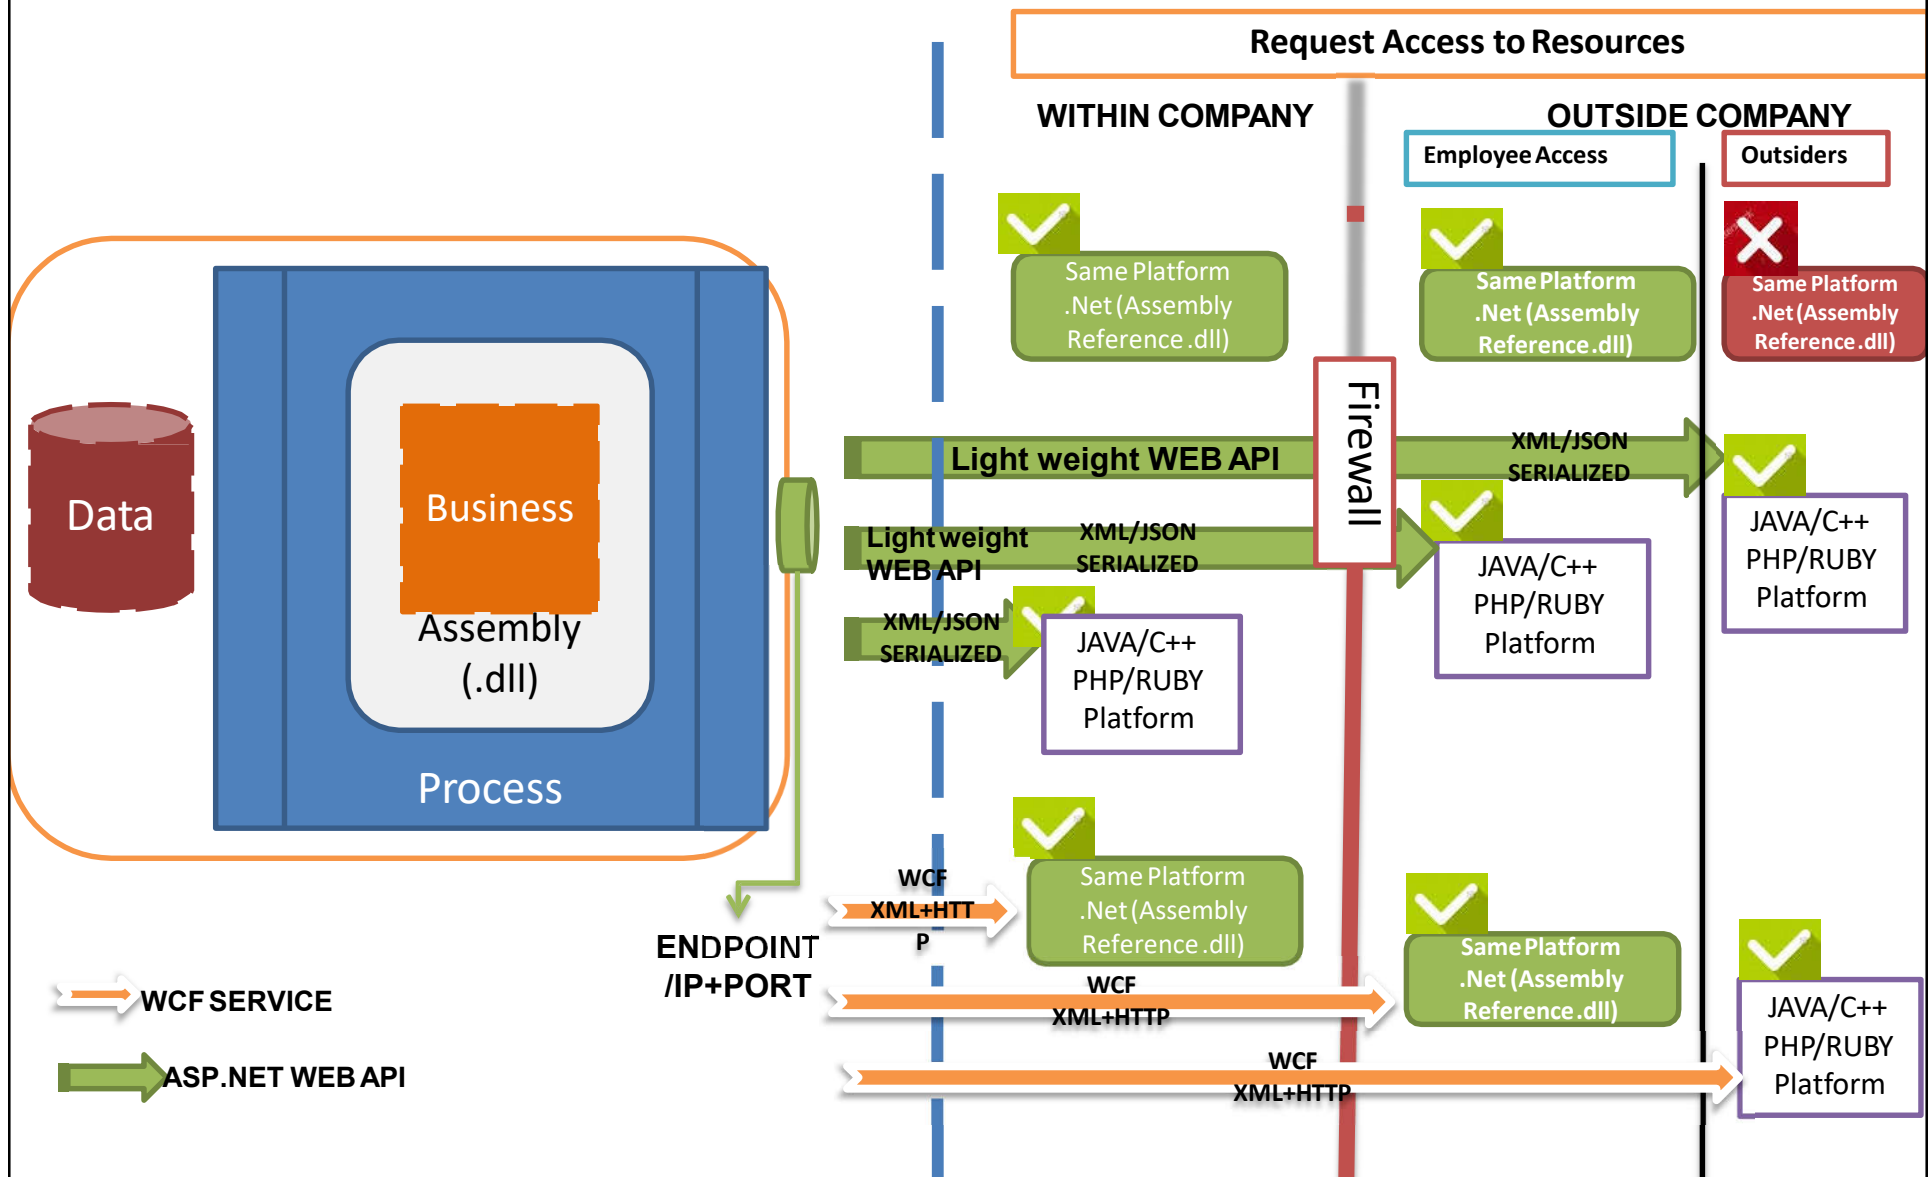 Request Access to Resources
WITHIN COMPANY
OUTSIDE COMPANY
Employee Access
Outsiders
Same Platform
.Net (Assembly
Reference .dll)
Same Platform
.Net (Assembly
Reference .dll)
Same Platform
.Net (Assembly
Reference .dll)
Data
Business
Assembly
(.dll)
Process
Firewall
Light weight WEB API
XML/JSON
SERIALIZED
Light weight
WEB API
XML/JSON
SERIALIZED
XML/JSON
SERIALIZED
JAVA/C++
PHP/RUBY
Platform
JAVA/C++
PHP/RUBY
Platform
JAVA/C++
PHP/RUBY
Platform
ENDPOINT
/IP+PORT
WCF
XML+HTT
P
Same Platform
.Net (Assembly
Reference .dll)
WCF
XML+HTTP
Same Platform
.Net (Assembly
Reference .dll)
WCF
XML+HTTP
JAVA/C++
PHP/RUBY
Platform
WCF SERVICE
ASP.NET WEB API